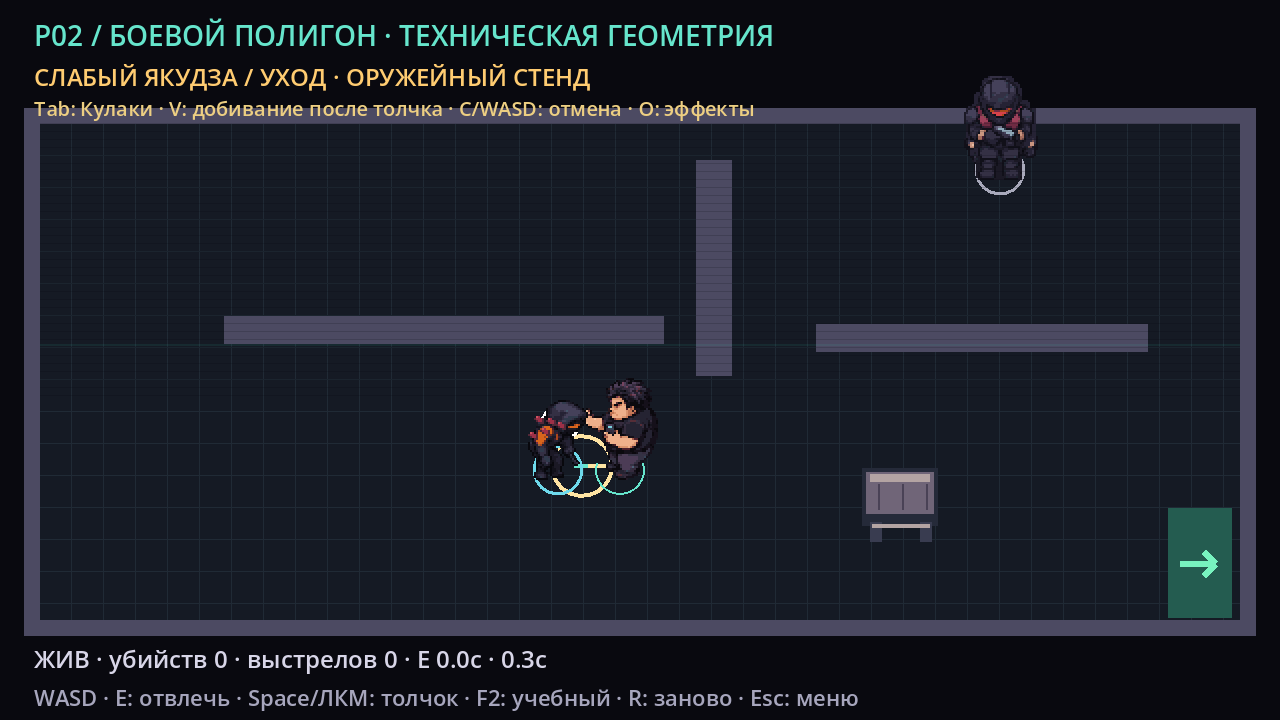 P02 / БОЕВОЙ ПОЛИГОН · ТЕХНИЧЕСКАЯ ГЕОМЕТРИЯ
СЛАБЫЙ ЯКУДЗА / УХОД · ОРУЖЕЙНЫЙ СТЕНД
Tab: Кулаки · V: добивание после толчка · C/WASD: отмена · O: эффекты
ЖИВ · убийств 0 · выстрелов 0 · E 0.0с · 0.3с
WASD · E: отвлечь · Space/ЛКМ: толчок · F2: учебный · R: заново · Esc: меню